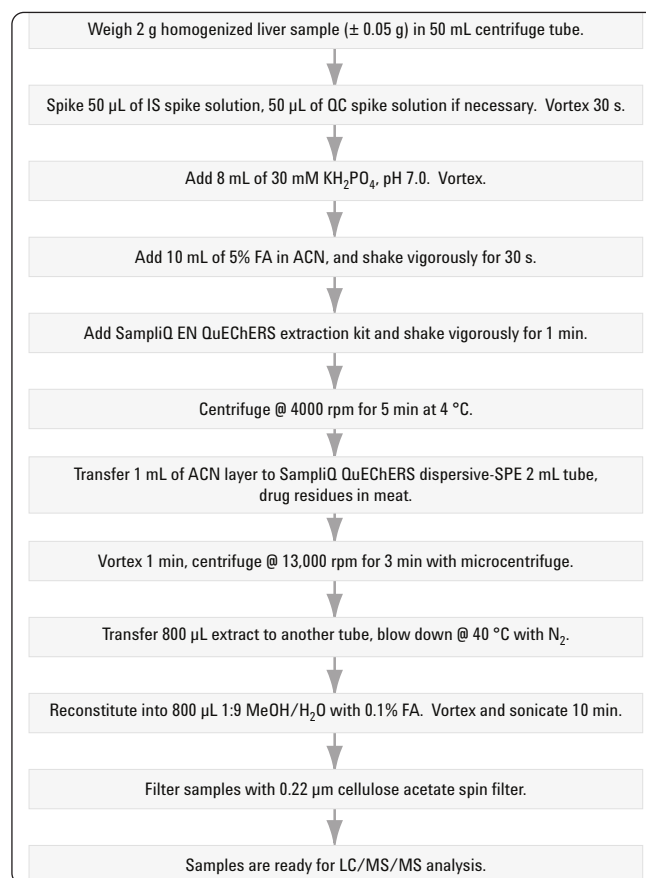 Weigh 2 g homogenized liver sample (± 0.05 g) in 50 mL centrifuge tube.
Spike 50 µL of IS spike solution, 50 µL of QC spike solution if necessary. Vortex 30 s.
Add 8 mL of 30 mM KH₂PO₄, pH 7.0. Vortex.
Add 10 mL of 5% FA in ACN, and shake vigorously for 30 s.
Add SampliQ EN QuEChERS extraction kit and shake vigorously for 1 min.
Centrifuge @ 4000 rpm for 5 min at 4 °C.
Transfer 1 mL of ACN layer to SampliQ QuEChERS dispersive-SPE 2 mL tube,
drug residues in meat.
Vortex 1 min, centrifuge @ 13,000 rpm for 3 min with microcentrifuge.
Transfer 800 µL extract to another tube, blow down @ 40 °C with N₂.
Reconstitute into 800 µL 1:9 MeOH/H₂O with 0.1% FA. Vortex and sonicate 10 min.
Filter samples with 0.22 µm cellulose acetate spin filter.
Samples are ready for LC/MS/MS analysis.